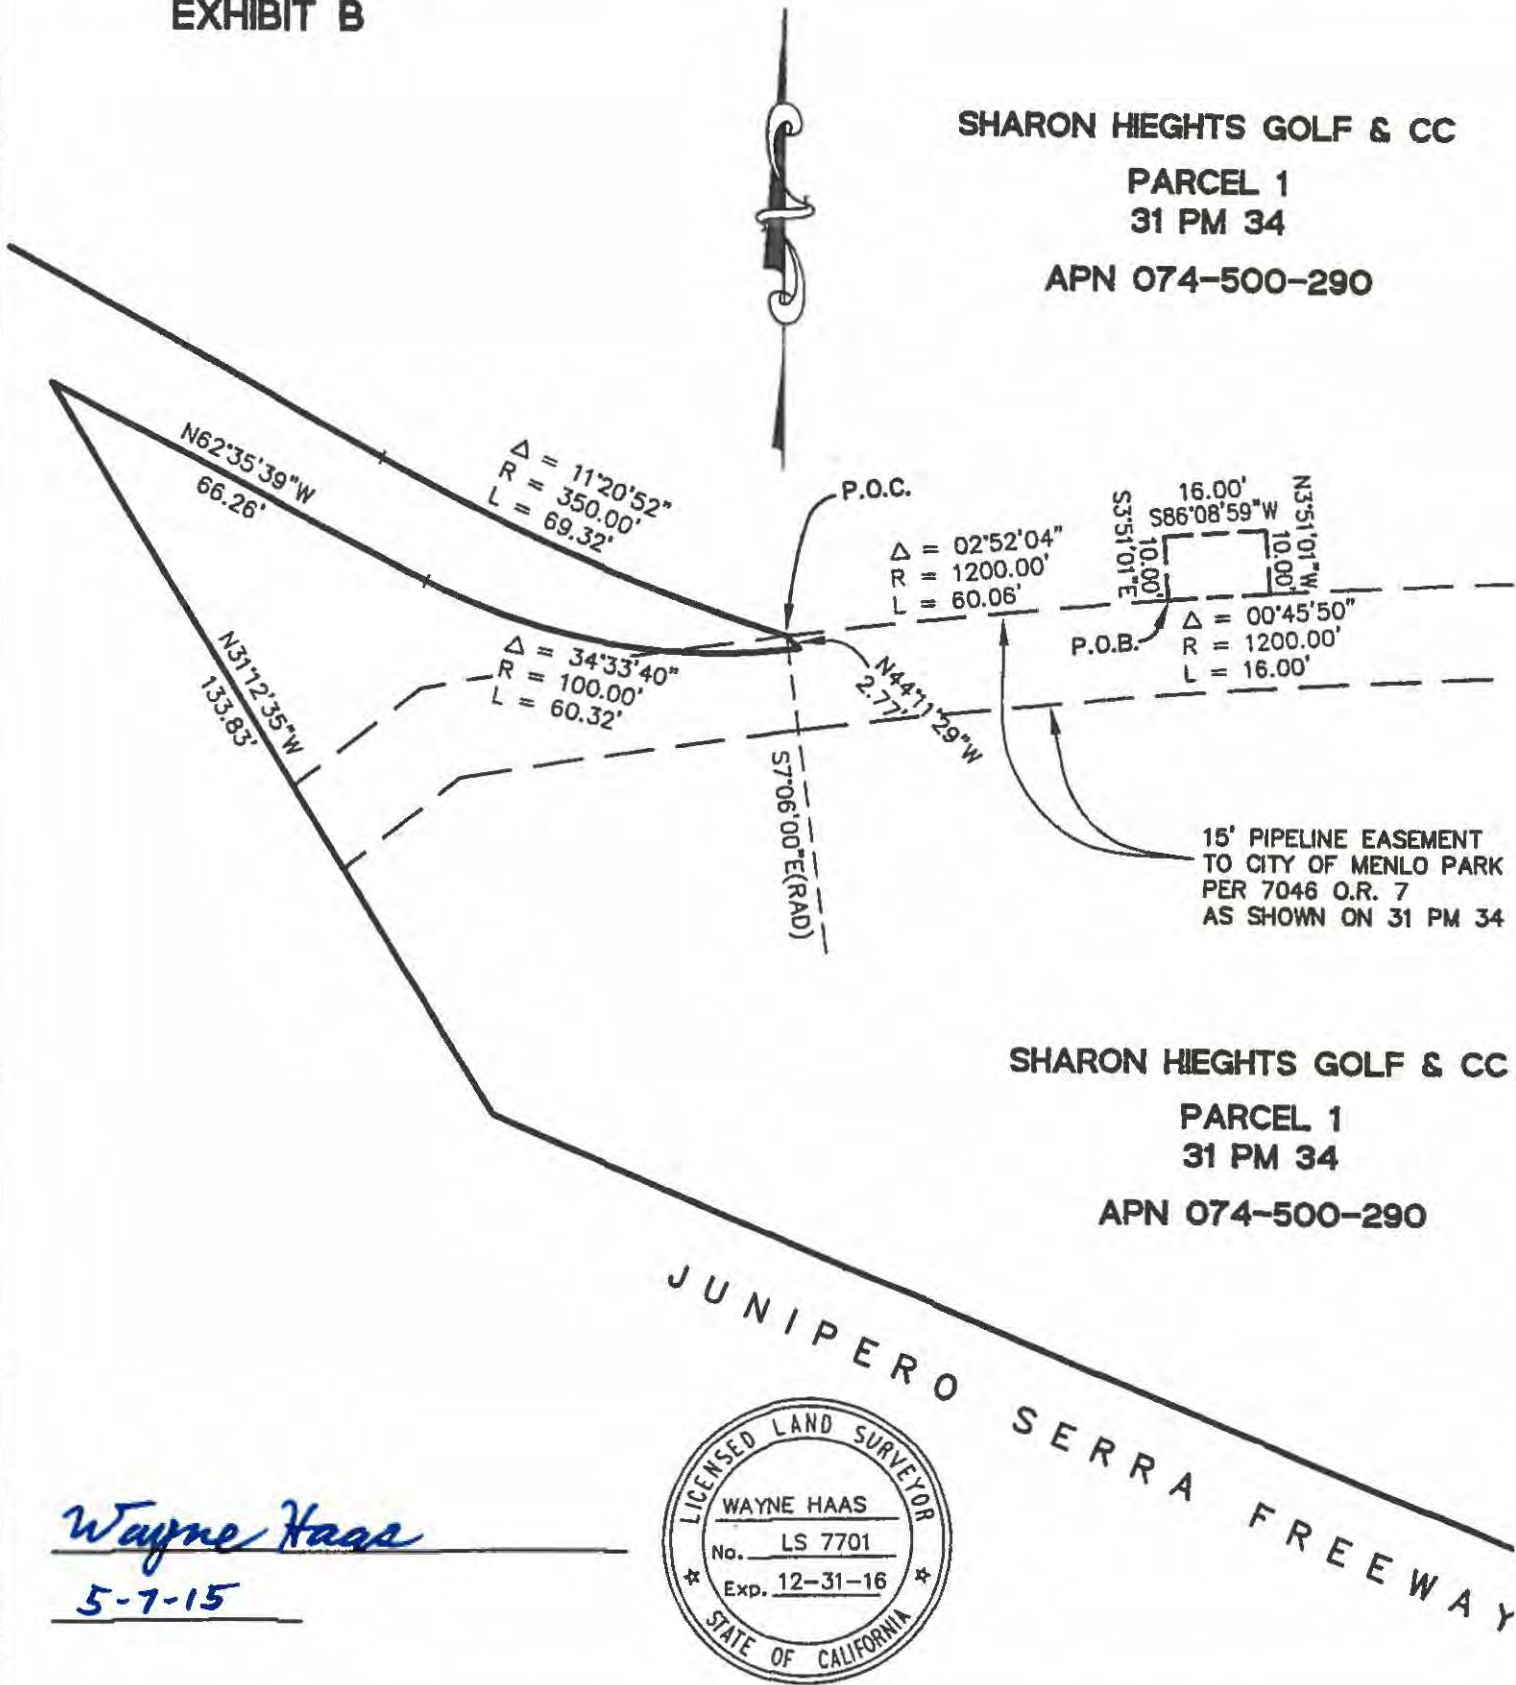 EXHIBIT B
SHARON HIEGHTS GOLF & CC
PARCEL 1
31 PM 34
APN 074-500-290
N62°35'39"W
66.26'
Δ = 11°20'52"
R = 350.00'
L = 69.32'
P.O.C.
Δ = 02°52'04"
R = 1200.00'
L = 60.06'
S3°51'01"E
10.00'
16.00'
S86°08'59"W
N3°51'01"W
10.00'
P.O.B.
Δ = 00°45'50"
R = 1200.00'
L = 16.00'
N31°12'35"W
133.83'
Δ = 34°33'40"
R = 100.00'
L = 60.32'
N44°11'29"W
2.77'
S7°06'00"E(RAD)
15' PIPELINE EASEMENT
TO CITY OF MENLO PARK
PER 7046 O.R. 7
AS SHOWN ON 31 PM 34
SHARON HIEGHTS GOLF & CC
PARCEL 1
31 PM 34
APN 074-500-290
JUNIPERO SERRA FREEWAY
Wayne Haas
5-7-15
LICENSED LAND SURVEYOR
WAYNE HAAS
No. LS 7701
Exp. 12-31-16
STATE OF CALIFORNIA